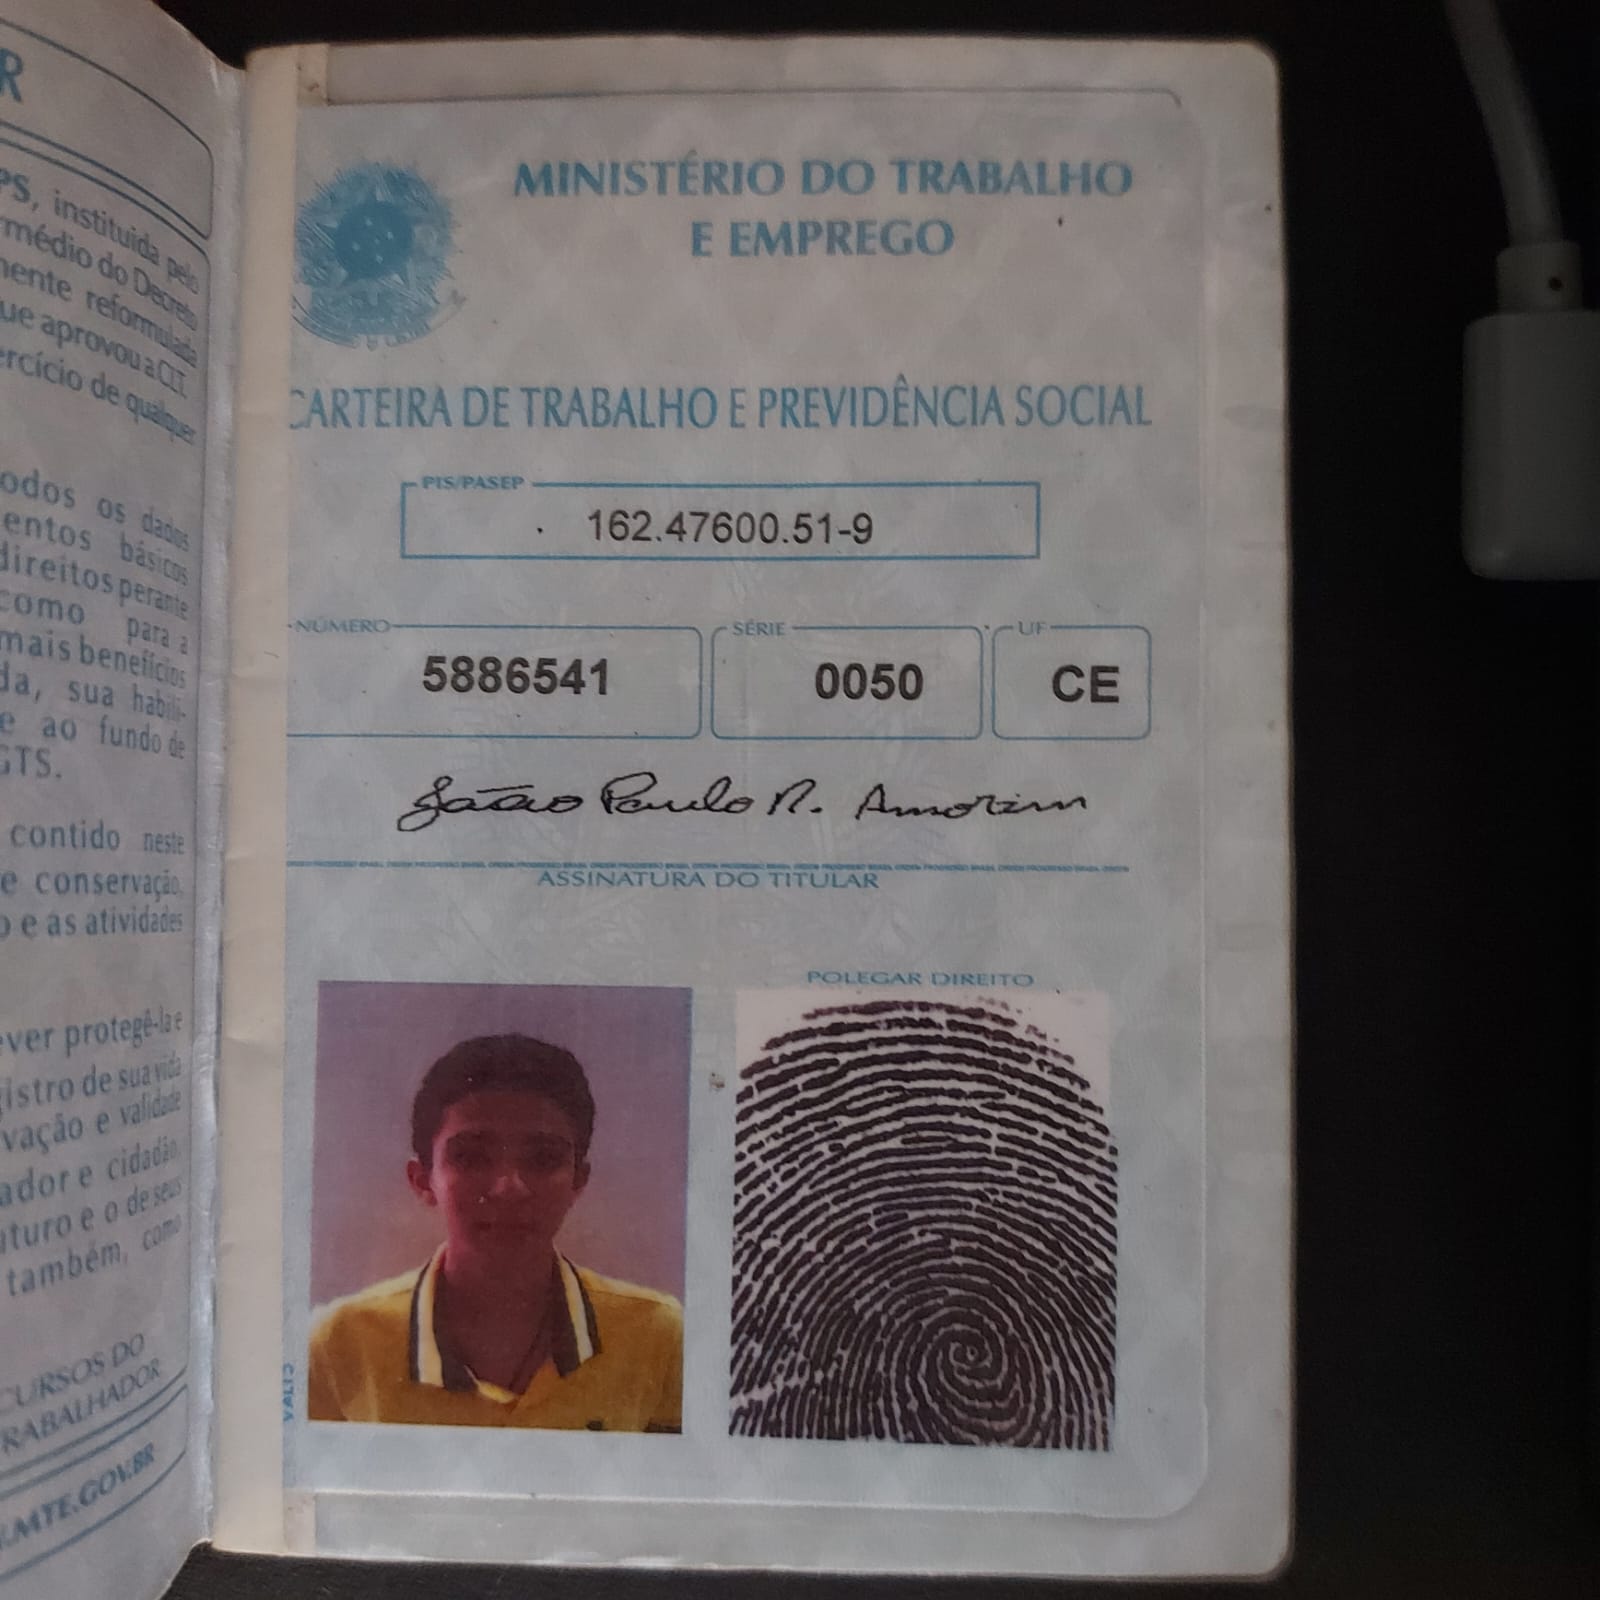 R
PS, instituida pelo
rmédio do Decreto
mente reformulada
ue aprovou a CLT.
ercício de qualquer
odos os dados
entos básicos
direitos perante
como para a
mais benefícios
da, sua habili-
e ao fundo de
GTS.
contido neste
e conservação,
o e as atividades
ever protegê-la e
gistro de sua vida
vação e validade
ador e cidadão,
uturo e o de seus
também, como
CURSOS DO
RABALHADOR
.MTE.GOV.BR
MINISTÉRIO DO TRABALHO
E EMPREGO
CARTEIRA DE TRABALHO E PREVIDÊNCIA SOCIAL
PIS/PASEP
162.47600.51-9
NÚMERO SÉRIE UF
5886541 0050 CE
Paulo R. Amorim
ASSINATURA DO TITULAR
POLEGAR DIREITO